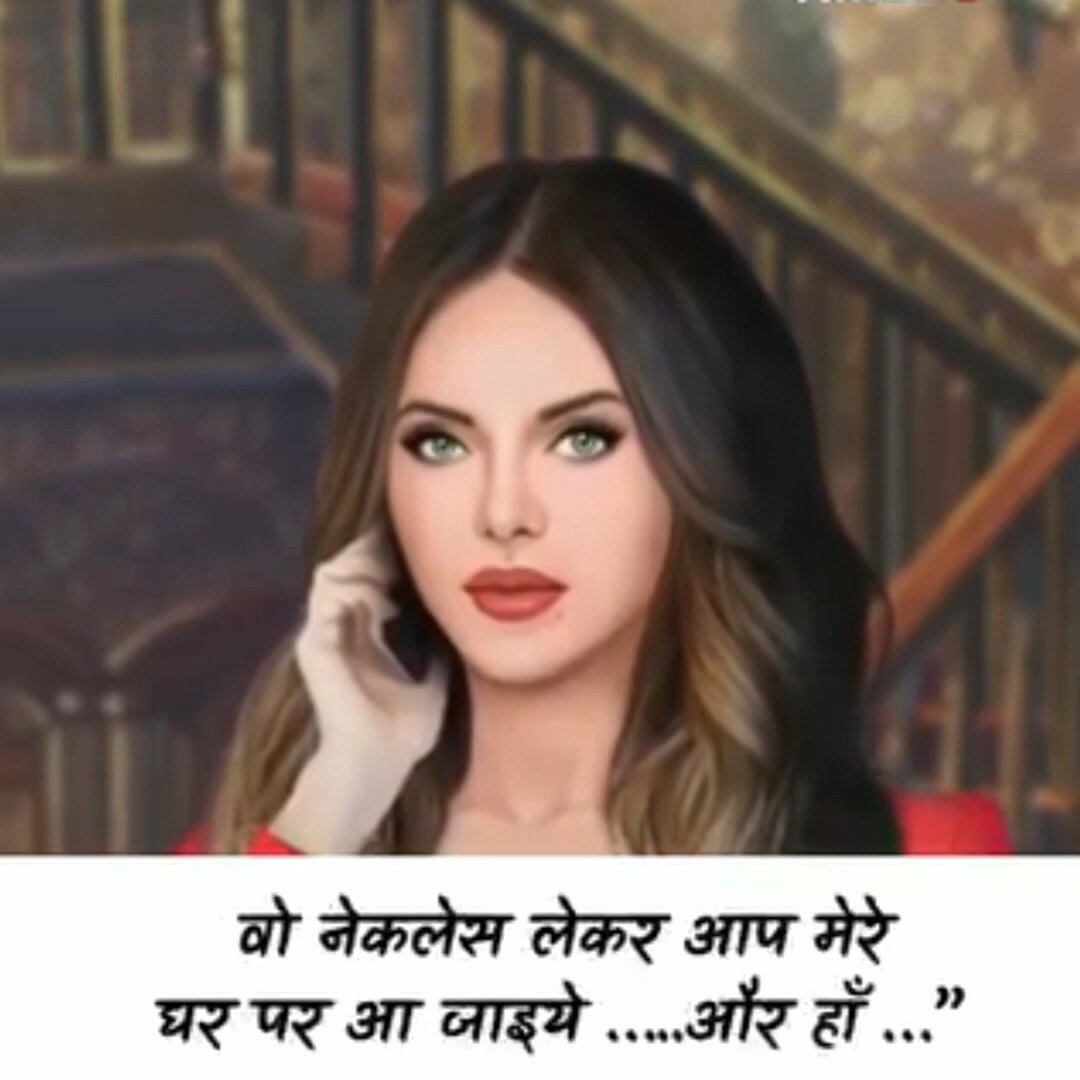 वो नेकलेस लेकर आप मेरे
घर पर आ जाइये .....और हाँ ...”